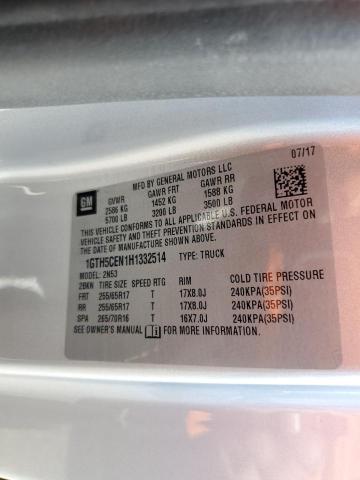 GM
MFD BY GENERAL MOTORS LLC 07/17
GVWR GAWR FRT GAWR RR
2586 KG 1452 KG 1588 KG
5700 LB 3200 LB 3500 LB
THIS VEHICLE CONFORMS TO ALL APPLICABLE U.S. FEDERAL MOTOR
VEHICLE SAFETY AND THEFT PREVENTION STANDARDS IN EFFECT ON
THE DATE OF MANUFACTURE SHOWN ABOVE.
1GTH5CEN1H1332514 TYPE: TRUCK
MODEL: 2N53
2BKN TIRE SIZE SPEED RTG RIM COLD TIRE PRESSURE
FRT 255/65R17 T 17X8.0J 240KPA(35PSI)
RR 255/65R17 T 17X8.0J 240KPA(35PSI)
SPA 265/70R16 T 16X7.0J 240KPA(35PSI)
SEE OWNER'S MANUAL FOR MORE INFORMATION.